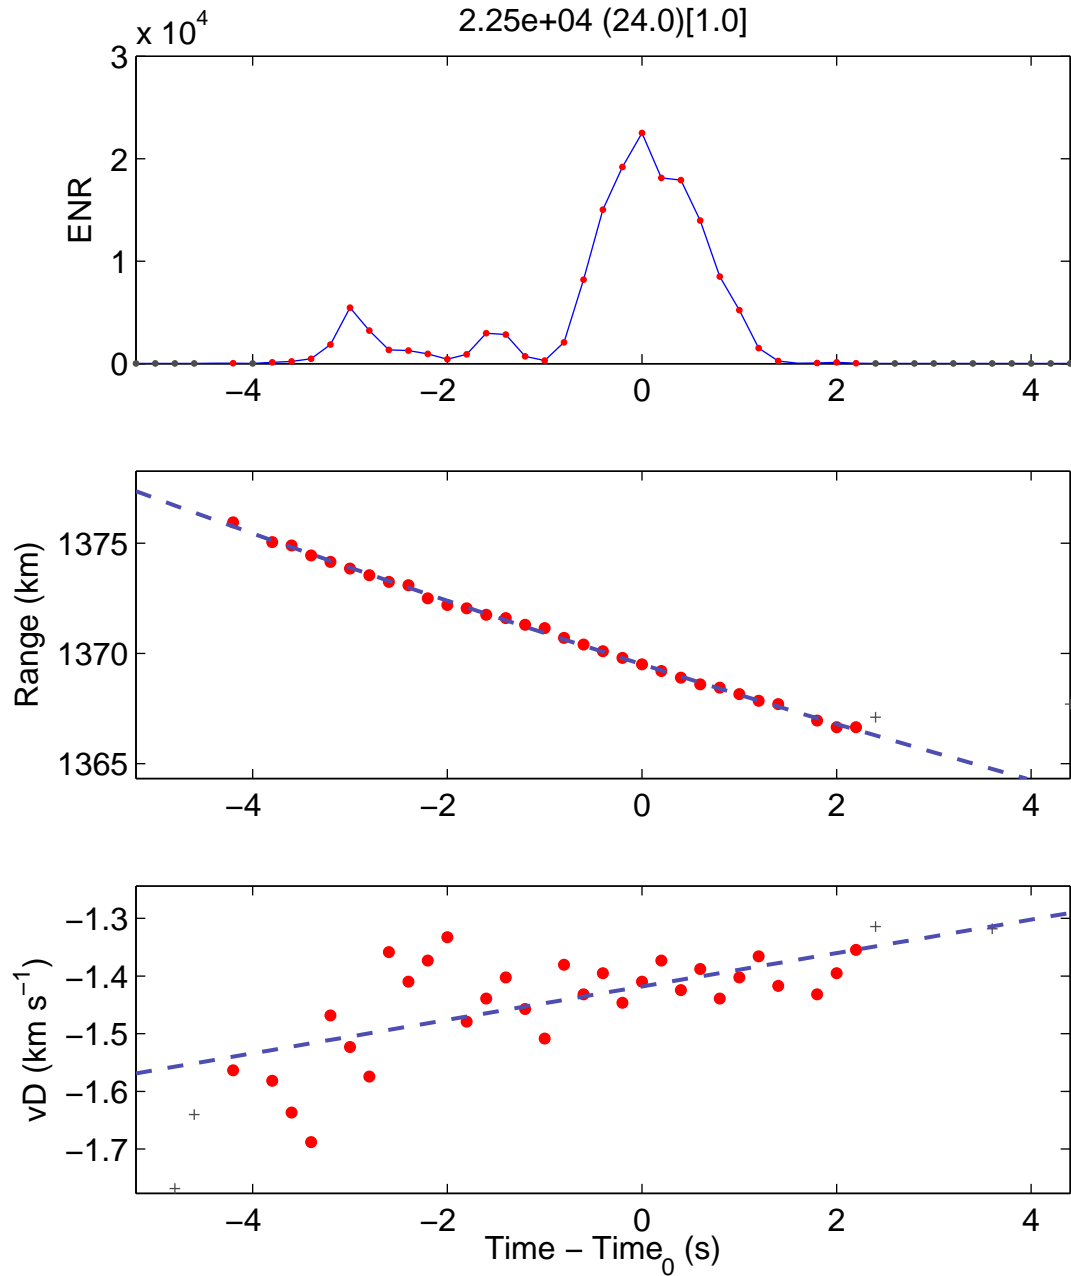 2.25e+04 (24.0)[1.0]
x 10^4
3
2
1
0
ENR
−4 −2 0 2 4
1375
1370
1365
Range (km)
−4 −2 0 2 4
−1.3
−1.4
−1.5
−1.6
−1.7
vD (km s^−1)
−4 −2 0 2 4
Time − Time_0 (s)